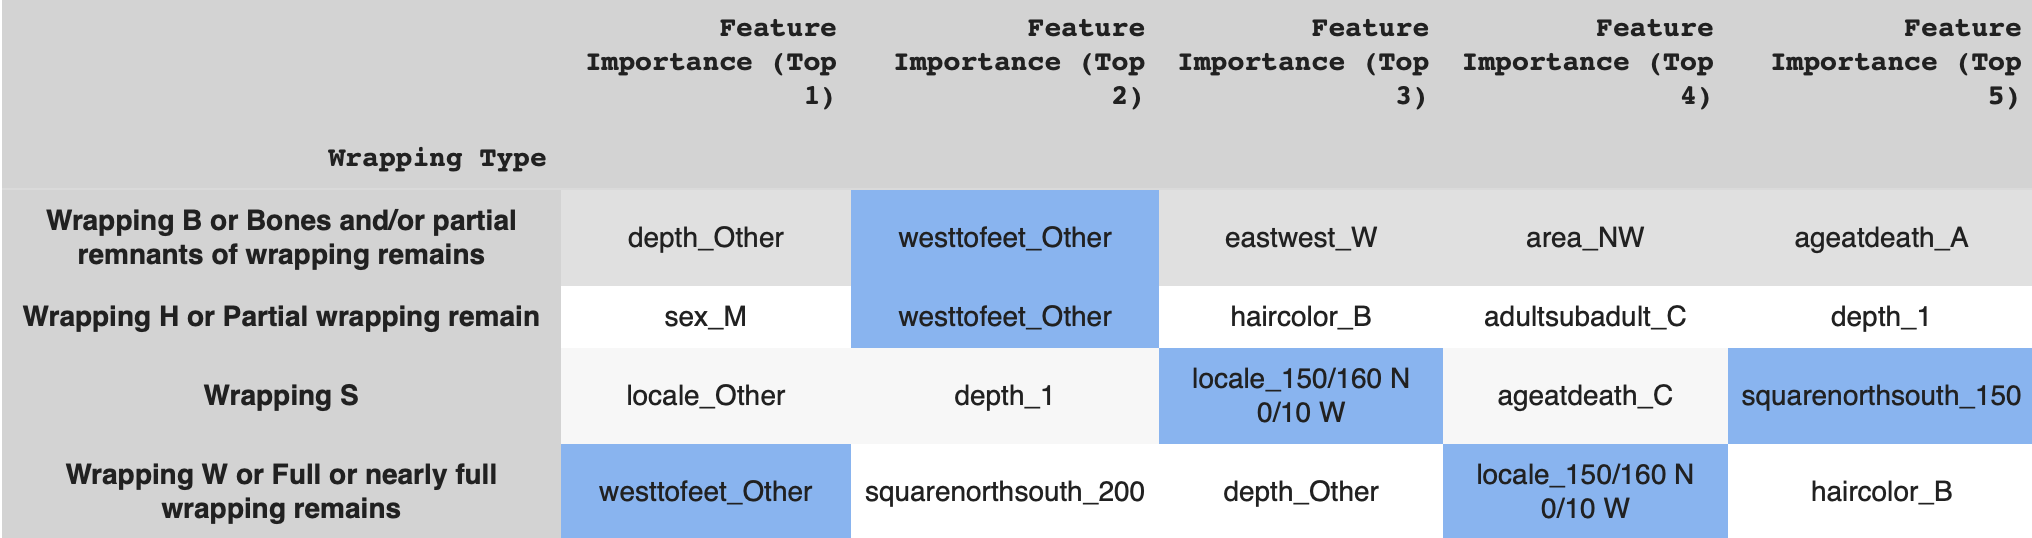 Feature Importance (Top 1)
Feature Importance (Top 2)
Feature Importance (Top 3)
Feature Importance (Top 4)
Feature Importance (Top 5)
Wrapping Type
Wrapping B or Bones and/or partial
remnants of wrapping remains
depth_Other
westtofeet_Other
eastwest_W
area_NW
ageatdeath_A
Wrapping H or Partial wrapping remain
sex_M
westtofeet_Other
haircolor_B
adultsubadult_C
depth_1
Wrapping S
locale_Other
depth_1
locale_150/160 N
0/10 W
ageatdeath_C
squarenorthsouth_150
Wrapping W or Full or nearly full
wrapping remains
westtofeet_Other
squarenorthsouth_200
depth_Other
locale_150/160 N
0/10 W
haircolor_B